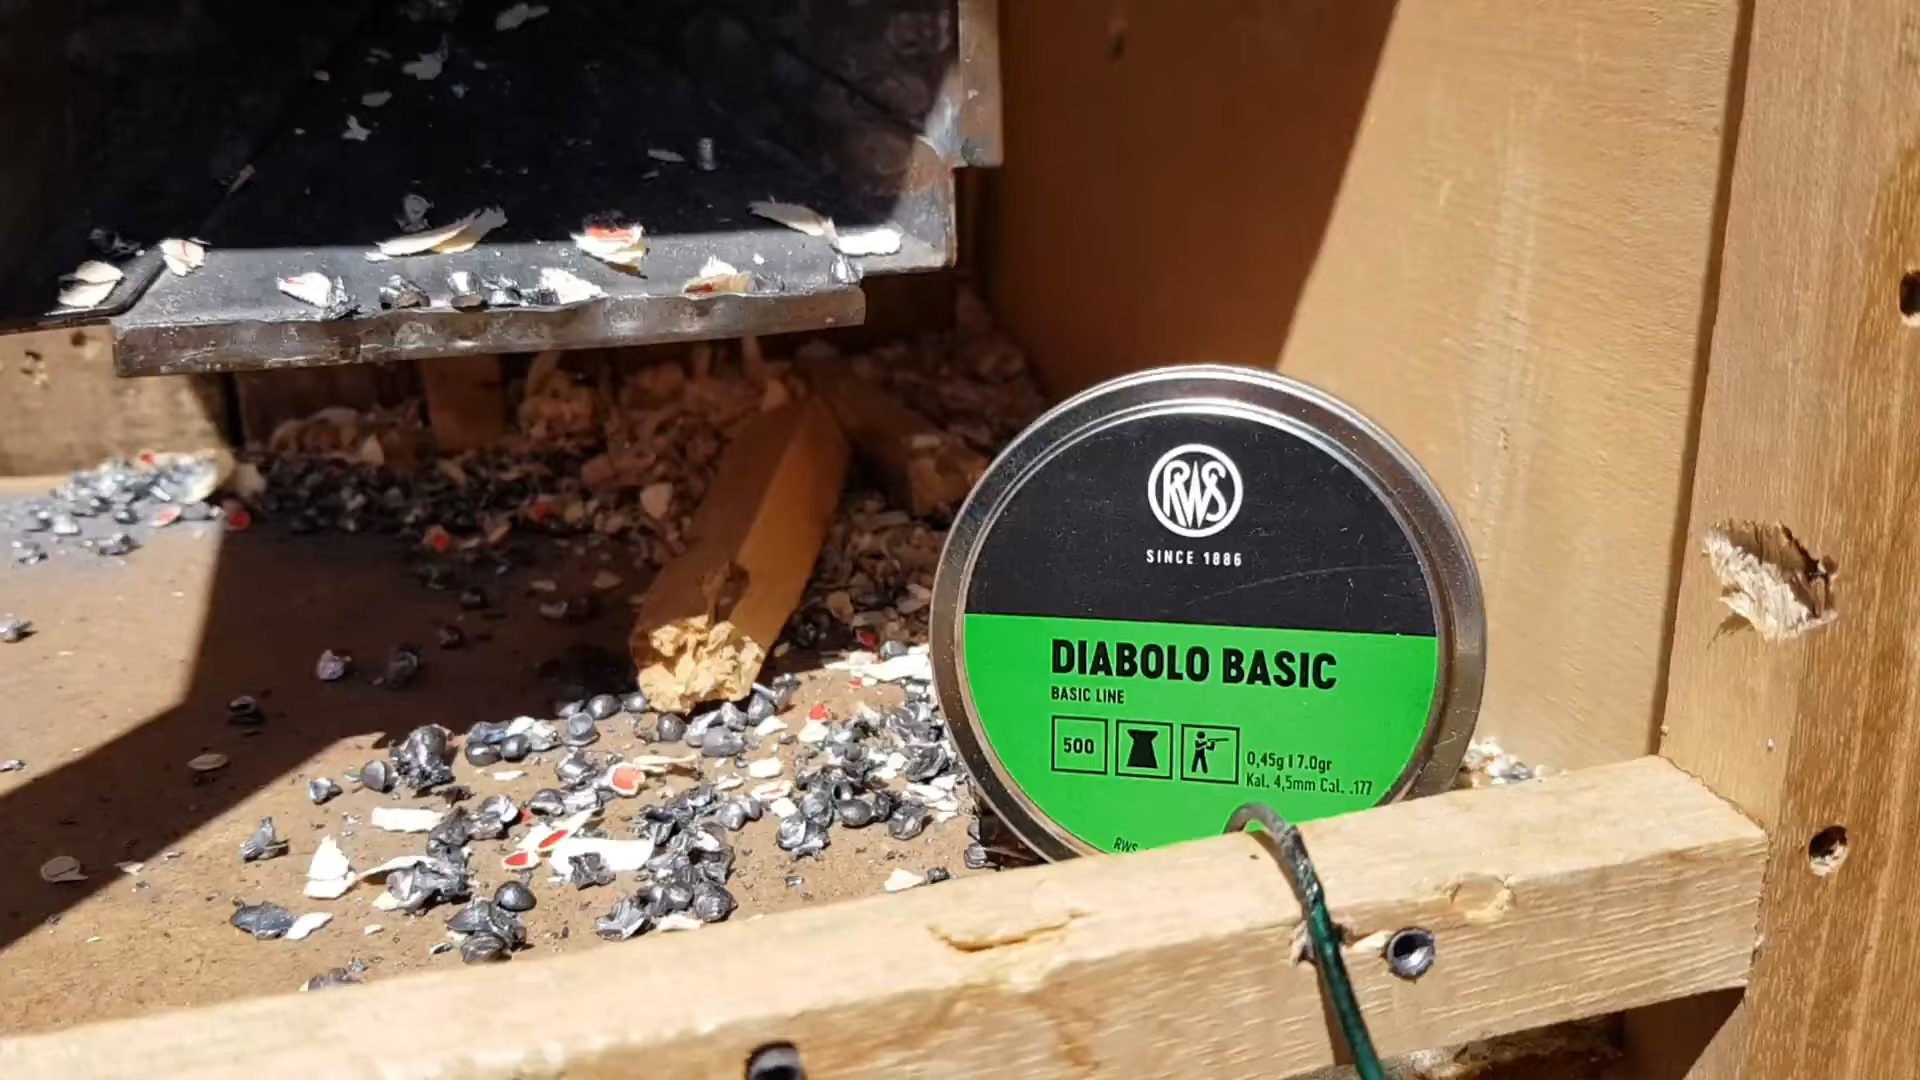 RWS
SINCE 1886
DIABOLO BASIC
BASIC LINE
500
0,45g | 7.0gr
Kal. 4,5mm Cal. .177
RWS